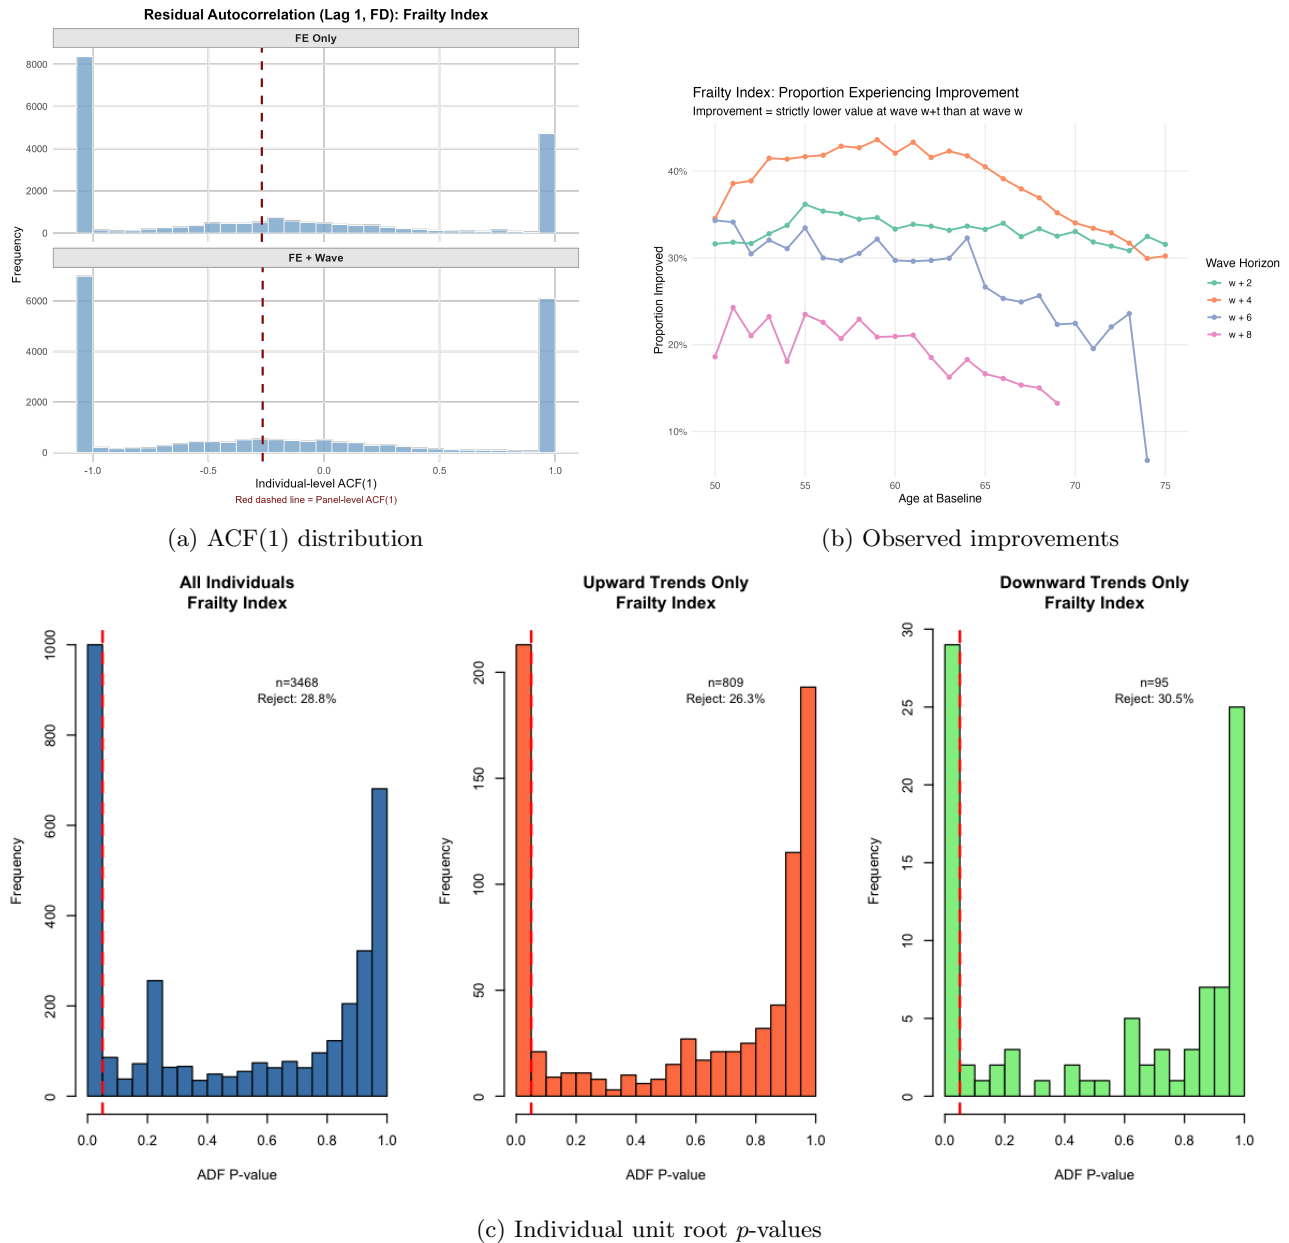 Residual Autocorrelation (Lag 1, FD): Frailty Index
FE Only
8000
6000
4000
2000
0
FE + Wave
6000
4000
2000
0
Frequency
-1.0 -0.5 0.0 0.5 1.0
Individual-level ACF(1)
Red dashed line = Panel-level ACF(1)
(a) ACF(1) distribution
Frailty Index: Proportion Experiencing Improvement
Improvement = strictly lower value at wave w+t than at wave w
40%
30%
20%
10%
Proportion Improved
50 55 60 65 70 75
Age at Baseline
Wave Horizon
w + 2
w + 4
w + 6
w + 8
(b) Observed improvements
All Individuals
Frailty Index
n=3468
Reject: 28.8%
1000
800
600
400
200
0
Frequency
0.0 0.2 0.4 0.6 0.8 1.0
ADF P-value
Upward Trends Only
Frailty Index
n=809
Reject: 26.3%
200
150
100
50
0
Frequency
0.0 0.2 0.4 0.6 0.8 1.0
ADF P-value
Downward Trends Only
Frailty Index
n=95
Reject: 30.5%
30
25
20
15
10
5
0
Frequency
0.0 0.2 0.4 0.6 0.8 1.0
ADF P-value
(c) Individual unit root p-values